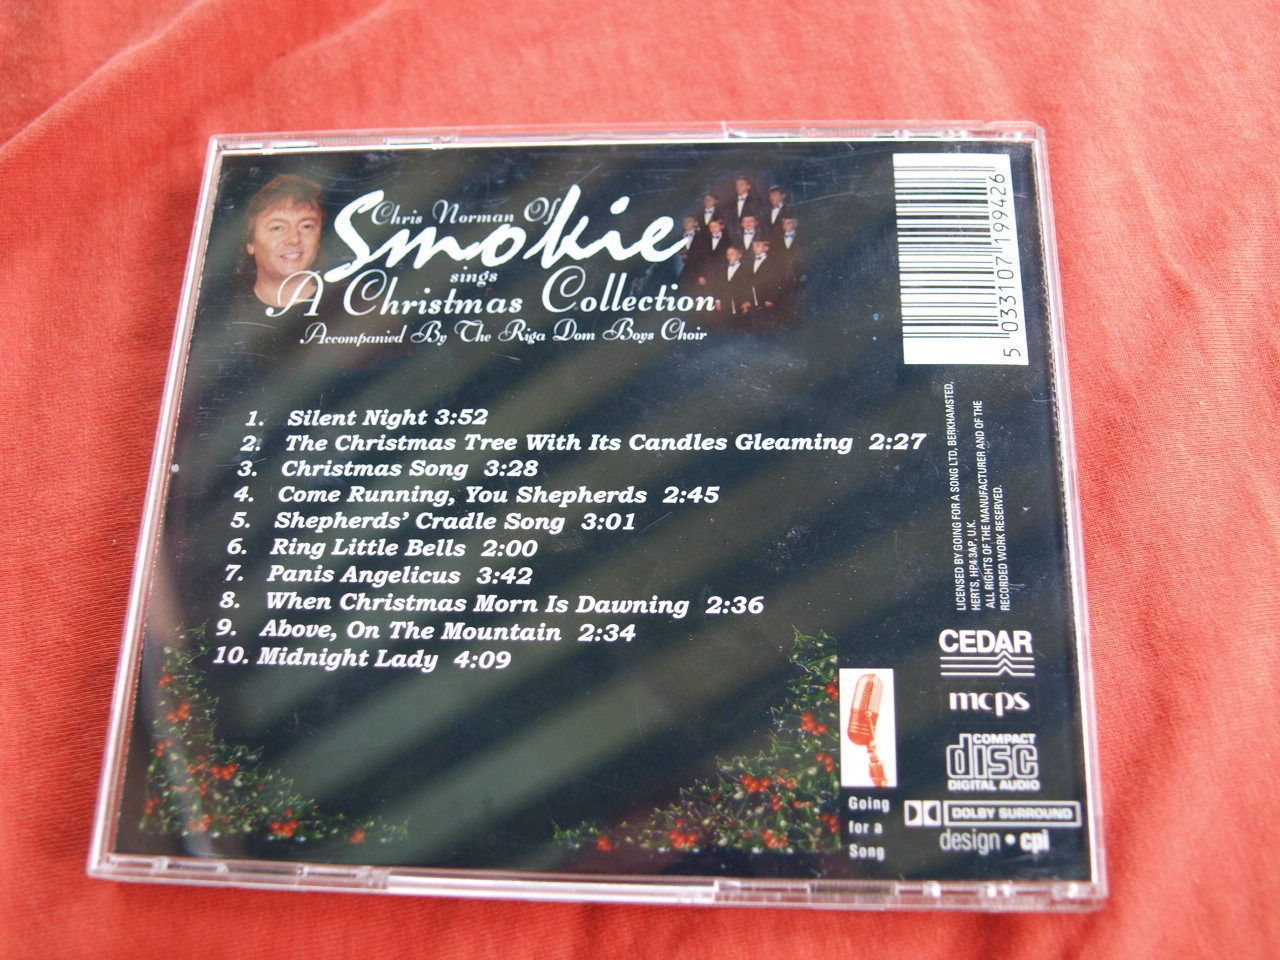 Chris Norman Of
Smokie
sings
A Christmas Collection
Accompanied By The Riga Dom Boys Choir
1. Silent Night 3:52
2. The Christmas Tree With Its Candles Gleaming 2:27
3. Christmas Song 3:28
4. Come Running, You Shepherds 2:45
5. Shepherds' Cradle Song 3:01
6. Ring Little Bells 2:00
7. Panis Angelicus 3:42
8. When Christmas Morn Is Dawning 2:36
9. Above, On The Mountain 2:34
10. Midnight Lady 4:09
5 033107 199426
LICENSED BY GOING FOR A SONG LTD, BERKHAMSTED,
HERTS, HP4 3AP, U.K.
ALL RIGHTS OF THE MANUFACTURER AND OF THE
RECORDED WORK RESERVED.
CEDAR
mcps
COMPACT
disc
DIGITAL AUDIO
DOLBY SURROUND
design • cpi
Going
for a
Song